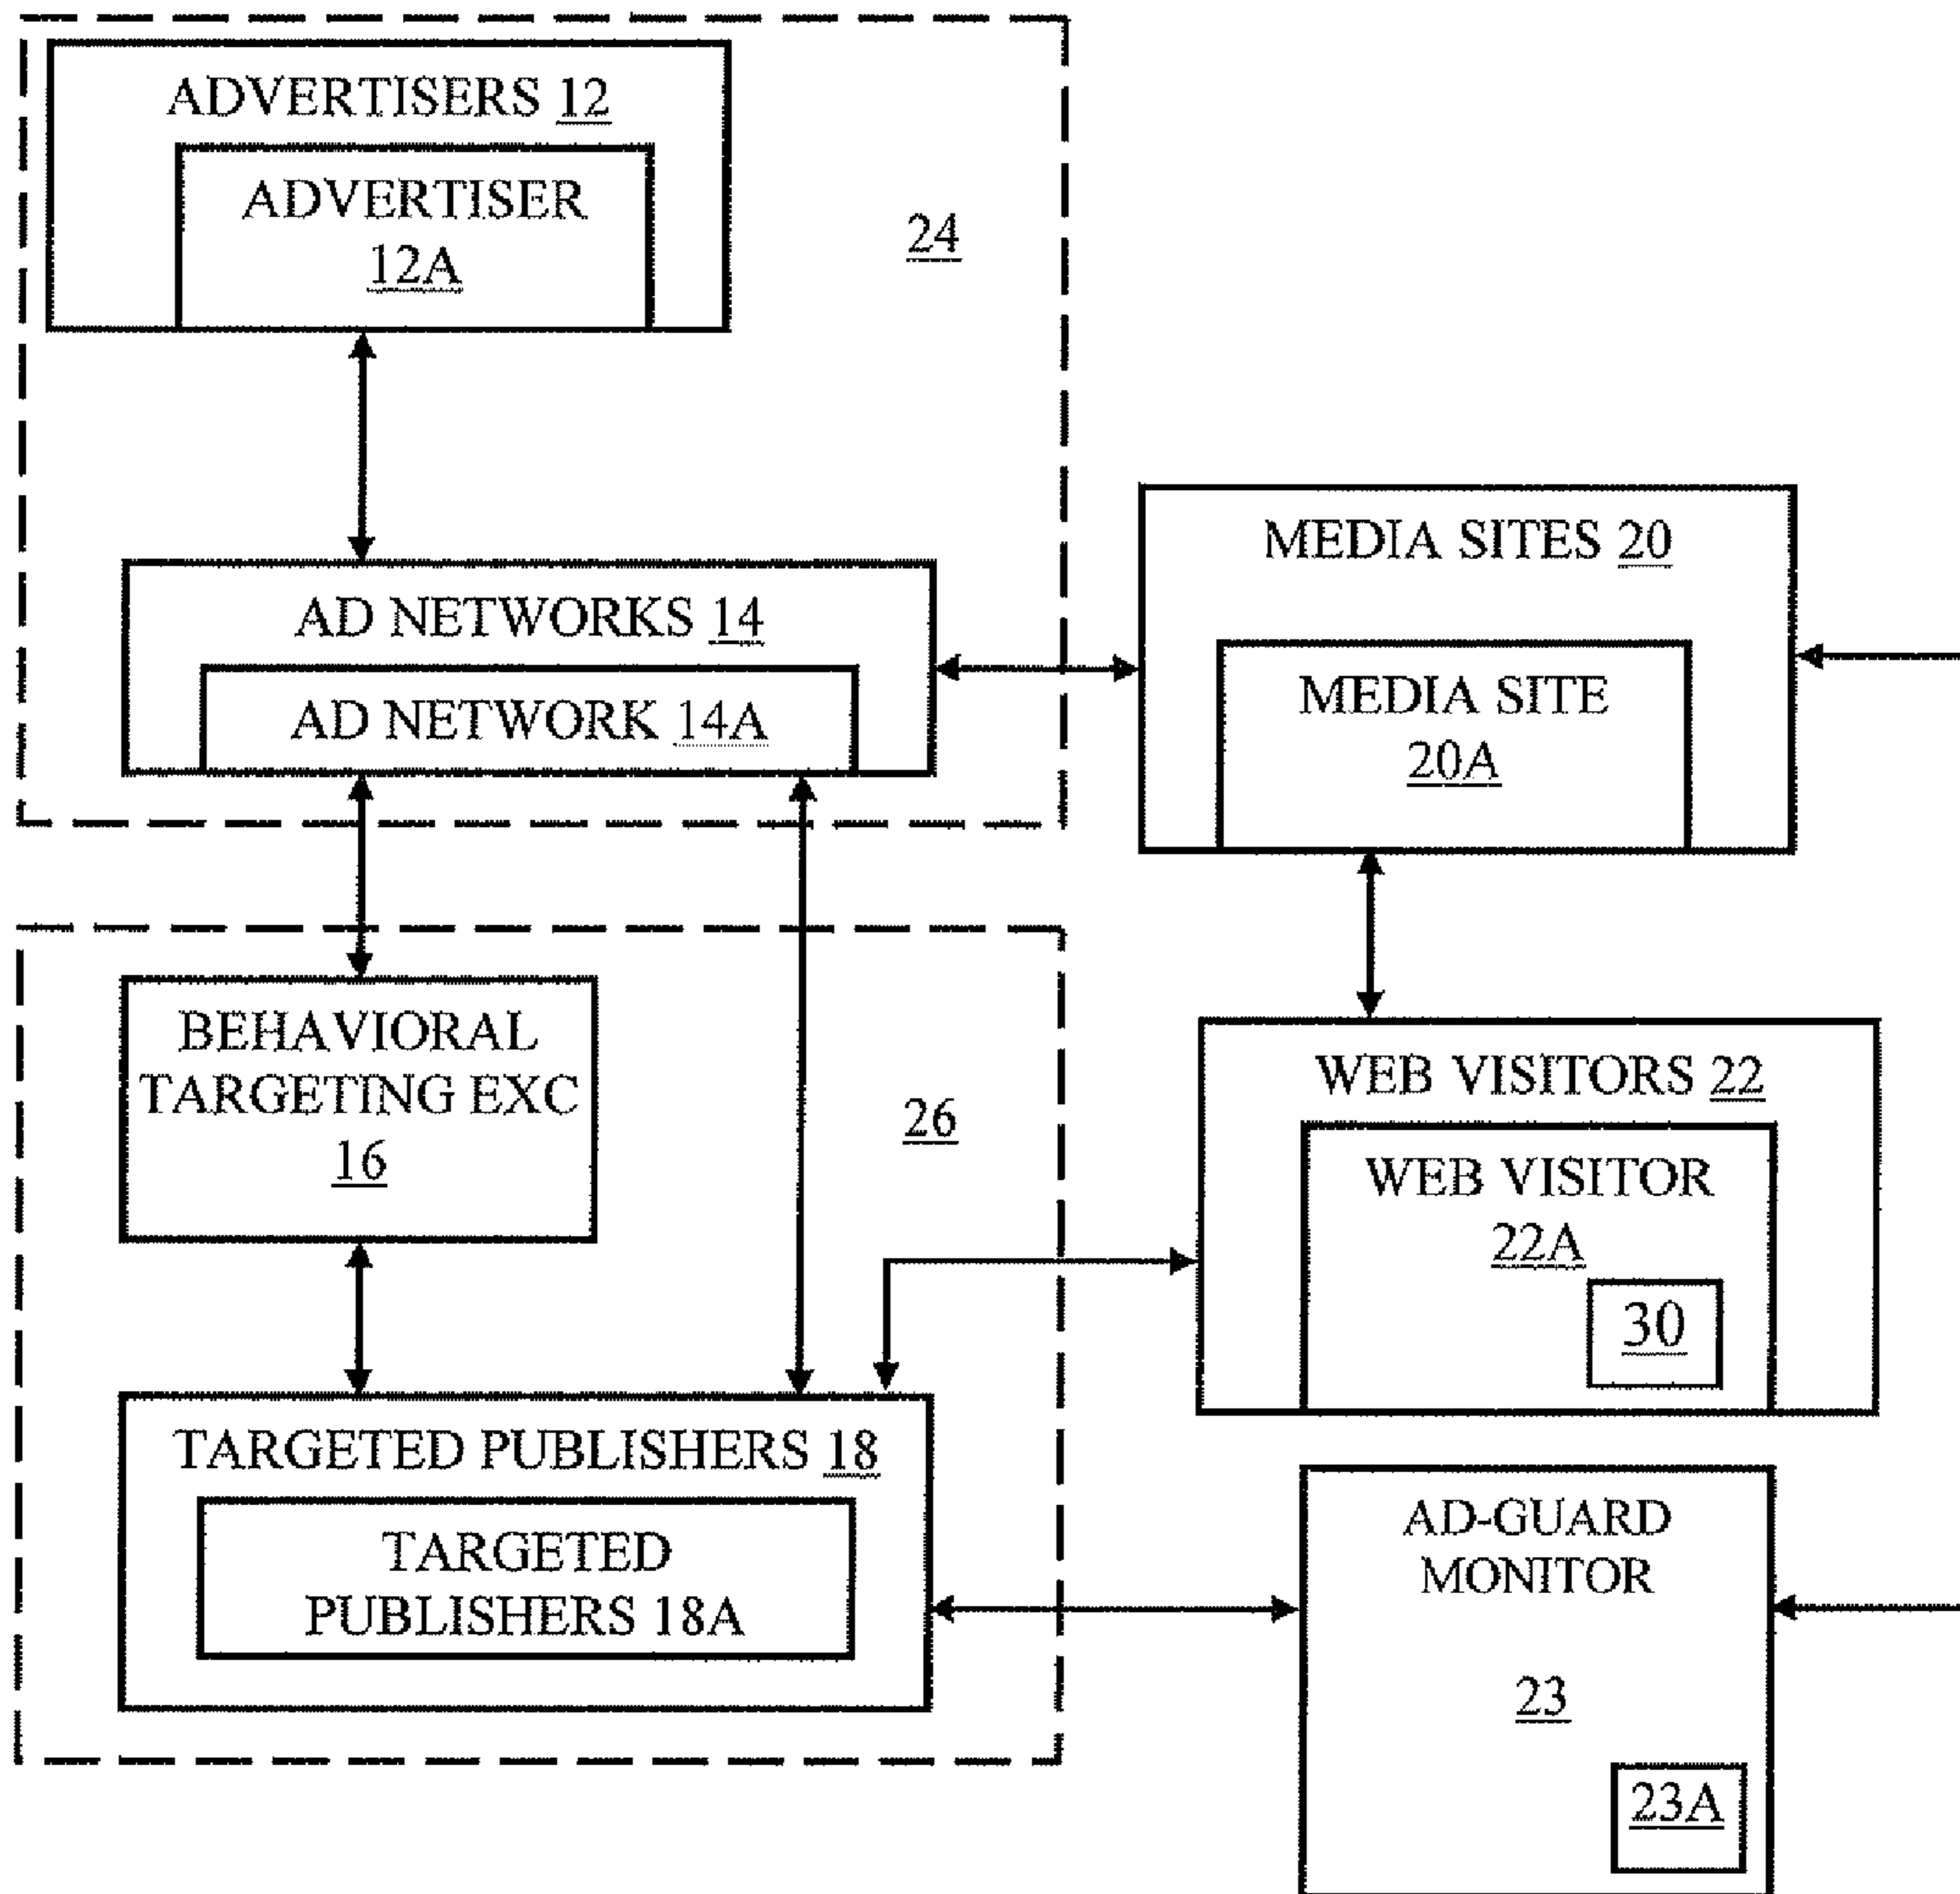 ADVERTISERS 12
ADVERTISER
12A
24
AD NETWORKS 14
AD NETWORK 14A
MEDIA SITES 20
MEDIA SITE
20A
BEHAVIORAL
TARGETING EXC
16
26
WEB VISITORS 22
WEB VISITOR
22A
30
TARGETED PUBLISHERS 18
TARGETED
PUBLISHERS 18A
AD-GUARD
MONITOR
23
23A